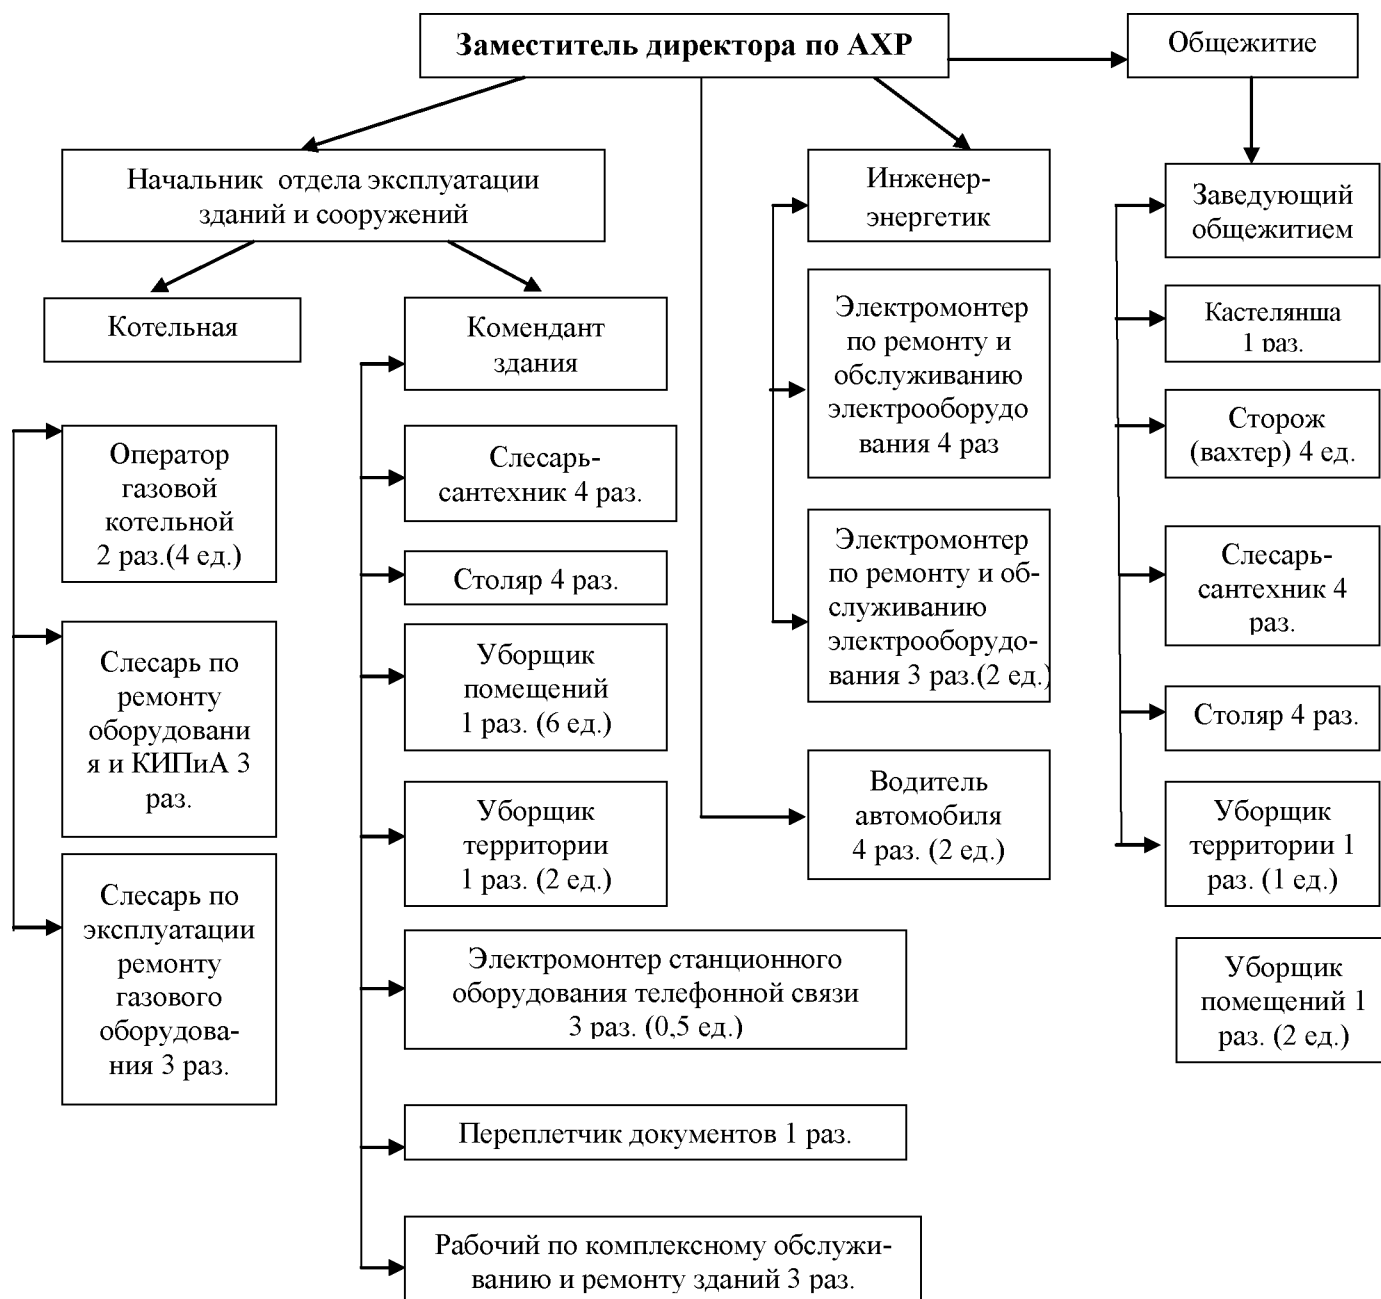 Заместитель директора по АХР
Общежитие
Начальник отдела эксплуатации
зданий и сооружений
Инженер-
энергетик
Заведующий
общежитием
Котельная
Комендант
здания
Электромонтер
по ремонту и
обслуживанию
электрооборудо
вания 4 раз
Кастелянша
1 раз.
Сторож
(вахтер) 4 ед.
Оператор
газовой
котельной
2 раз.(4 ед.)
Слесарь-
сантехник 4 раз.
Электромонтер
по ремонту и об-
служиванию
электрооборудо-
вания 3 раз.(2 ед.)
Слесарь-
сантехник 4
раз.
Столяр 4 раз.
Слесарь по
ремонту
оборудовани
я и КИПиА 3
раз.
Уборщик
помещений
1 раз. (6 ед.)
Столяр 4 раз.
Водитель
автомобиля
4 раз. (2 ед.)
Уборщик
территории
1 раз. (2 ед.)
Уборщик
территории 1
раз. (1 ед.)
Слесарь по
эксплуатации
ремонту
газового
оборудова-
ния 3 раз.
Электромонтер станционного
оборудования телефонной связи
3 раз. (0,5 ед.)
Уборщик
помещений 1
раз. (2 ед.)
Переплетчик документов 1 раз.
Рабочий по комплексному обслужи-
ванию и ремонту зданий 3 раз.